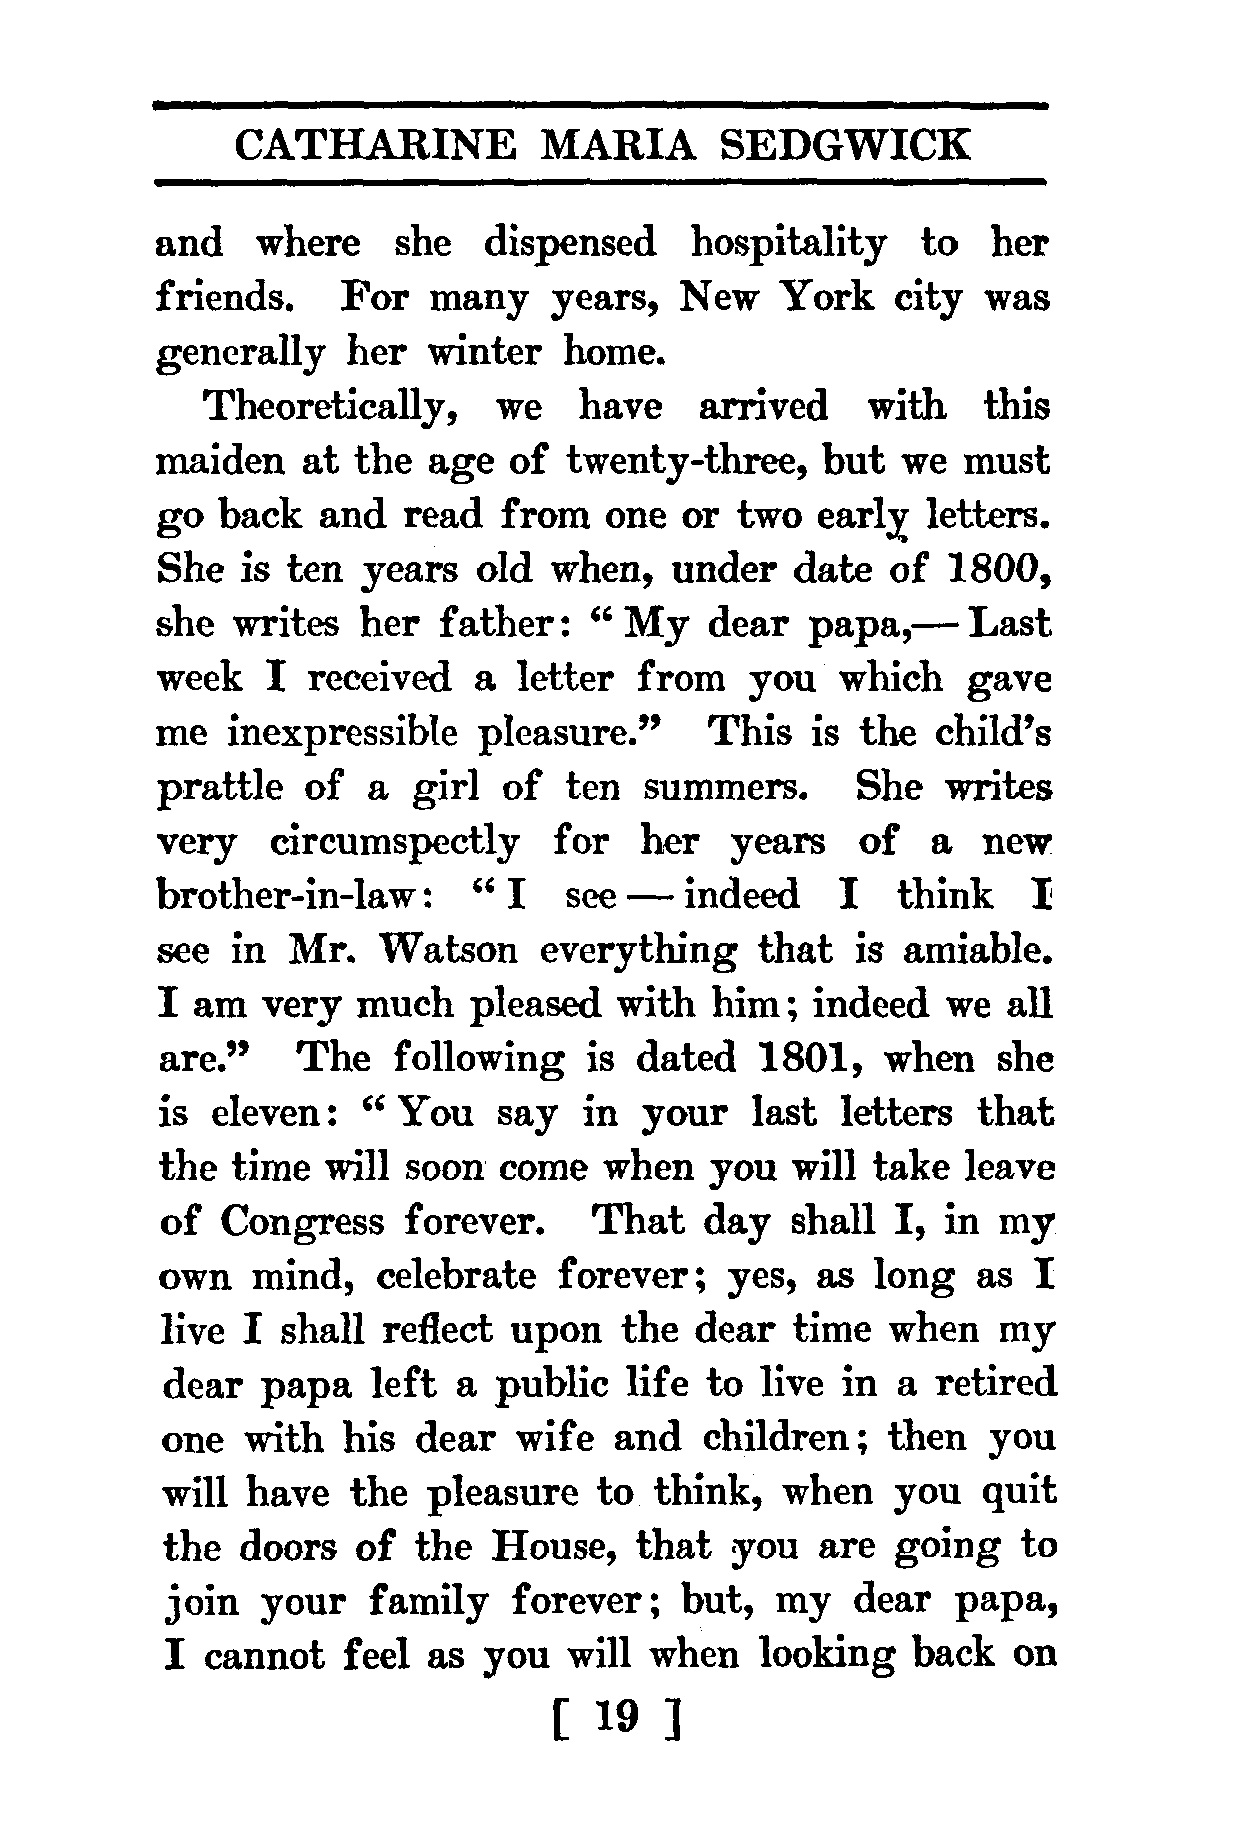 CATHARINE MARIA SEDGWICK
and where she dispensed hospitality to her
friends. For many years, New York city was
generally her winter home.
Theoretically, we have arrived with this
maiden at the age of twenty-three, but we must
go back and read from one or two early letters.
She is ten years old when, under date of 1800,
she writes her father: “ My dear papa,— Last
week I received a letter from you which gave
me inexpressible pleasure.” This is the child’s
prattle of a girl of ten summers. She writes
very circumspectly for her years of a new
brother-in-law: “ I see — indeed I think I
see in Mr. Watson everything that is amiable.
I am very much pleased with him; indeed we all
are.” The following is dated 1801, when she
is eleven: “ You say in your last letters that
the time will soon come when you will take leave
of Congress forever. That day shall I, in my
own mind, celebrate forever; yes, as long as I
live I shall reflect upon the dear time when my
dear papa left a public life to live in a retired
one with his dear wife and children; then you
will have the pleasure to think, when you quit
the doors of the House, that you are going to
join your family forever; but, my dear papa,
I cannot feel as you will when looking back on
[ 19 ]